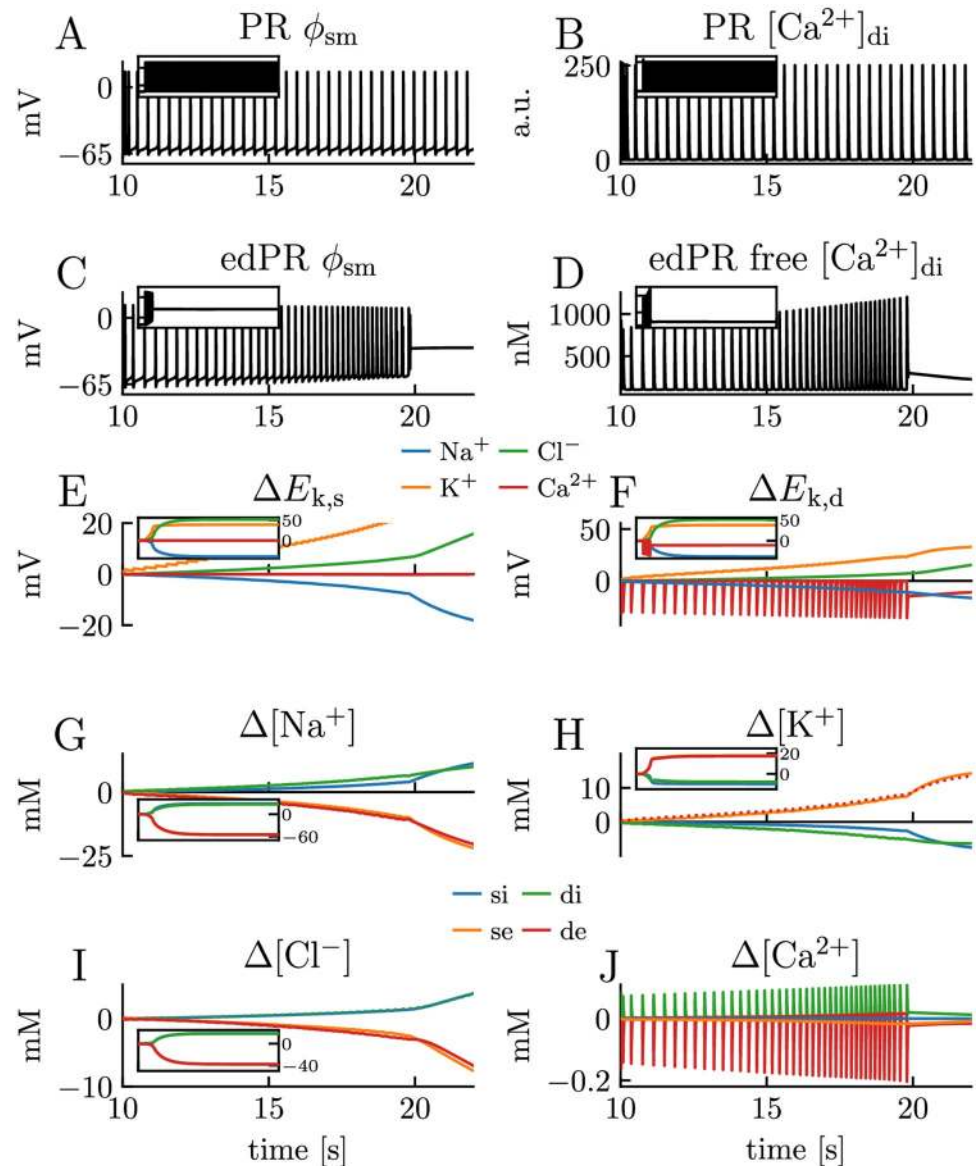 A PR ϕsm
B PR [Ca2+]di
mV
0
−65
10 15 20
a.u.
250
0
10 15 20
C edPR ϕsm
D edPR free [Ca2+]di
mV
0
−65
10 15 20
nM
1000
500
10 15 20
Na+ Cl−
K+ Ca2+
E ΔEk,s
F ΔEk,d
mV
20
0
−20
50
0
mV
50
0
50
0
G Δ[Na+]
H Δ[K+]
mM
0
−25
0
−60
mM
10
0
20
0
si di
se de
I Δ[Cl−]
J Δ[Ca2+]
mM
0
−10
0
−40
10 15 20
time [s]
mM
0
−0.2
10 15 20
time [s]